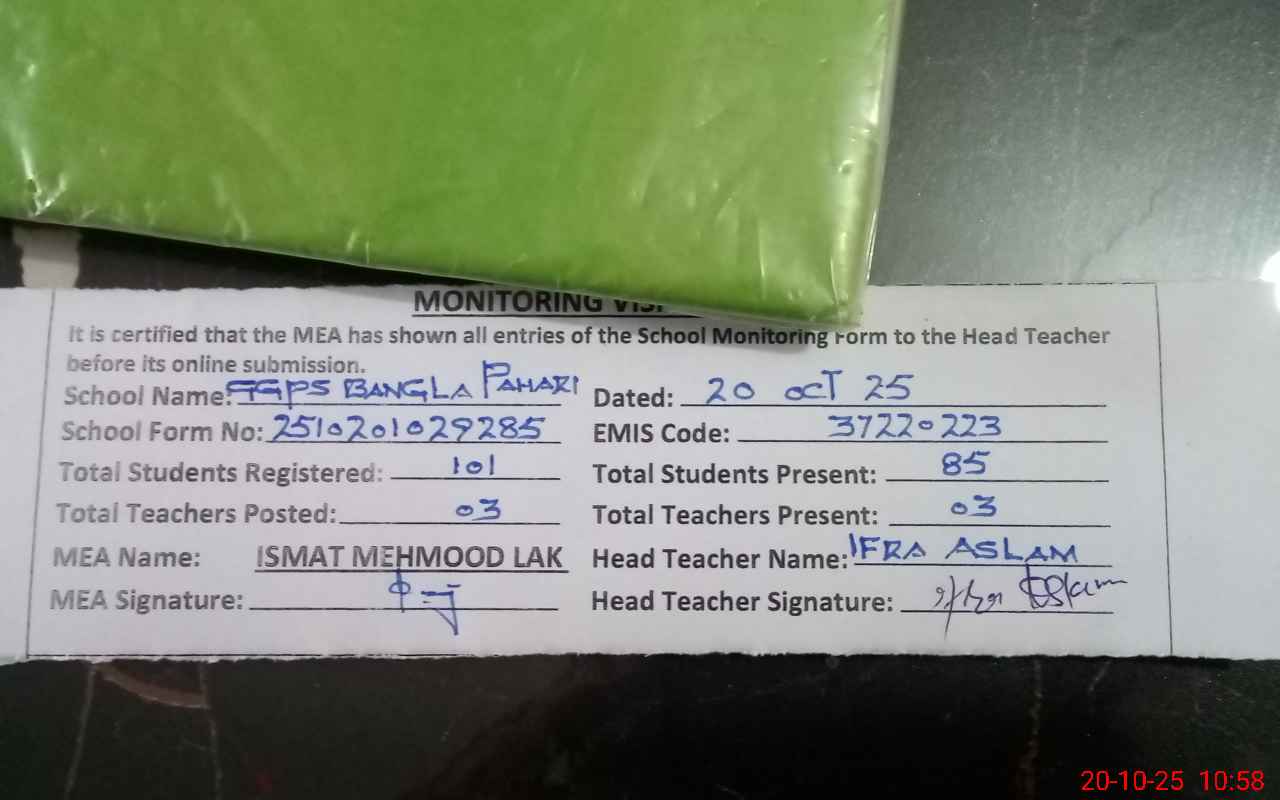 MONITORING
It is certified that the MEA has shown all entries of the School Monitoring Form to the Head Teacher
before its online submission.
School Name: GGPS BANGLA PAHARI Dated: 20 OCT 25
School Form No: 2510201029285 EMIS Code: 37220223
Total Students Registered: 101 Total Students Present: 85
Total Teachers Posted: 03 Total Teachers Present: 03
MEA Name: ISMAT MEHMOOD LAK Head Teacher Name: IFRA ASLAM
MEA Signature: Head Teacher Signature: Aslam
20-10-25 10:58